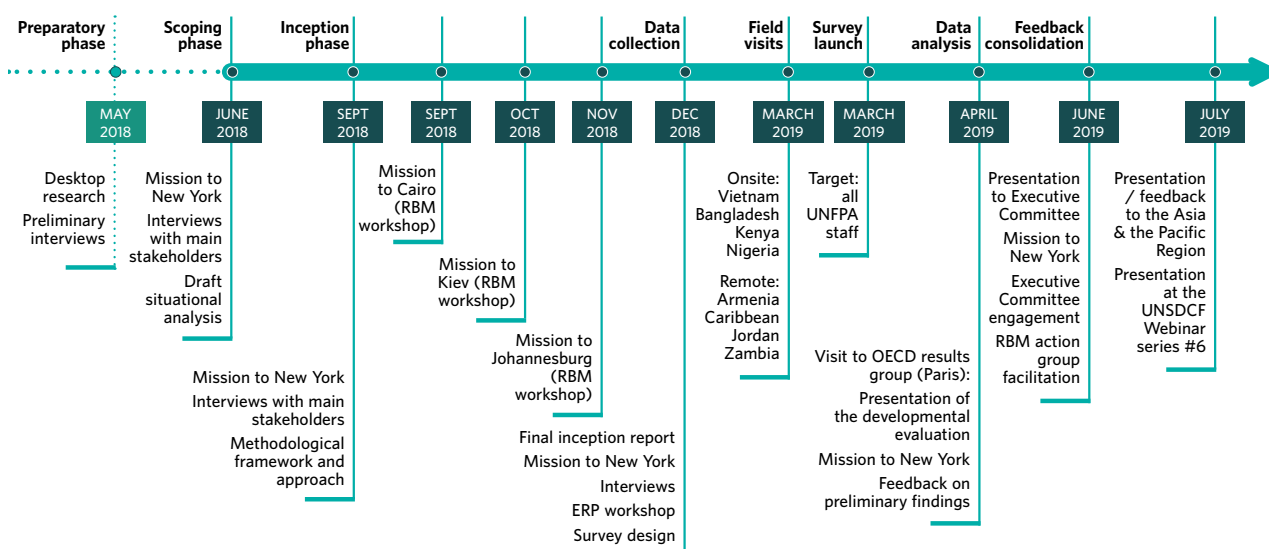 Preparatory
phase
Scoping
phase
Inception
phase
Data
collection
Field
visits
Survey
launch
Data
analysis
Feedback
consolidation
MAY
2018
JUNE
2018
SEPT
2018
SEPT
2018
OCT
2018
NOV
2018
DEC
2018
MARCH
2019
MARCH
2019
APRIL
2019
JUNE
2019
JULY
2019
Desktop
research
Preliminary
interviews
Mission to
New York
Interviews
with main
stakeholders
Draft
situational
analysis
Mission to New York
Interviews with main
stakeholders
Methodological
framework and
approach
Mission
to Cairo
(RBM
workshop)
Mission to
Kiev (RBM
workshop)
Mission to
Johannesburg
(RBM
workshop)
Final inception report
Mission to New York
Interviews
ERP workshop
Survey design
Onsite:
Vietnam
Bangladesh
Kenya
Nigeria
Remote:
Armenia
Caribbean
Jordan
Zambia
Target:
all
UNFPA
staff
Visit to OECD results
group (Paris):
Presentation of
the developmental
evaluation
Mission to New York
Feedback on
preliminary findings
Presentation
to Executive
Committee
Mission to
New York
Executive
Committee
engagement
RBM action
group
facilitation
Presentation
/ feedback
to the Asia
& the Pacific
Region
Presentation
at the
UNSDCF
Webinar
series #6